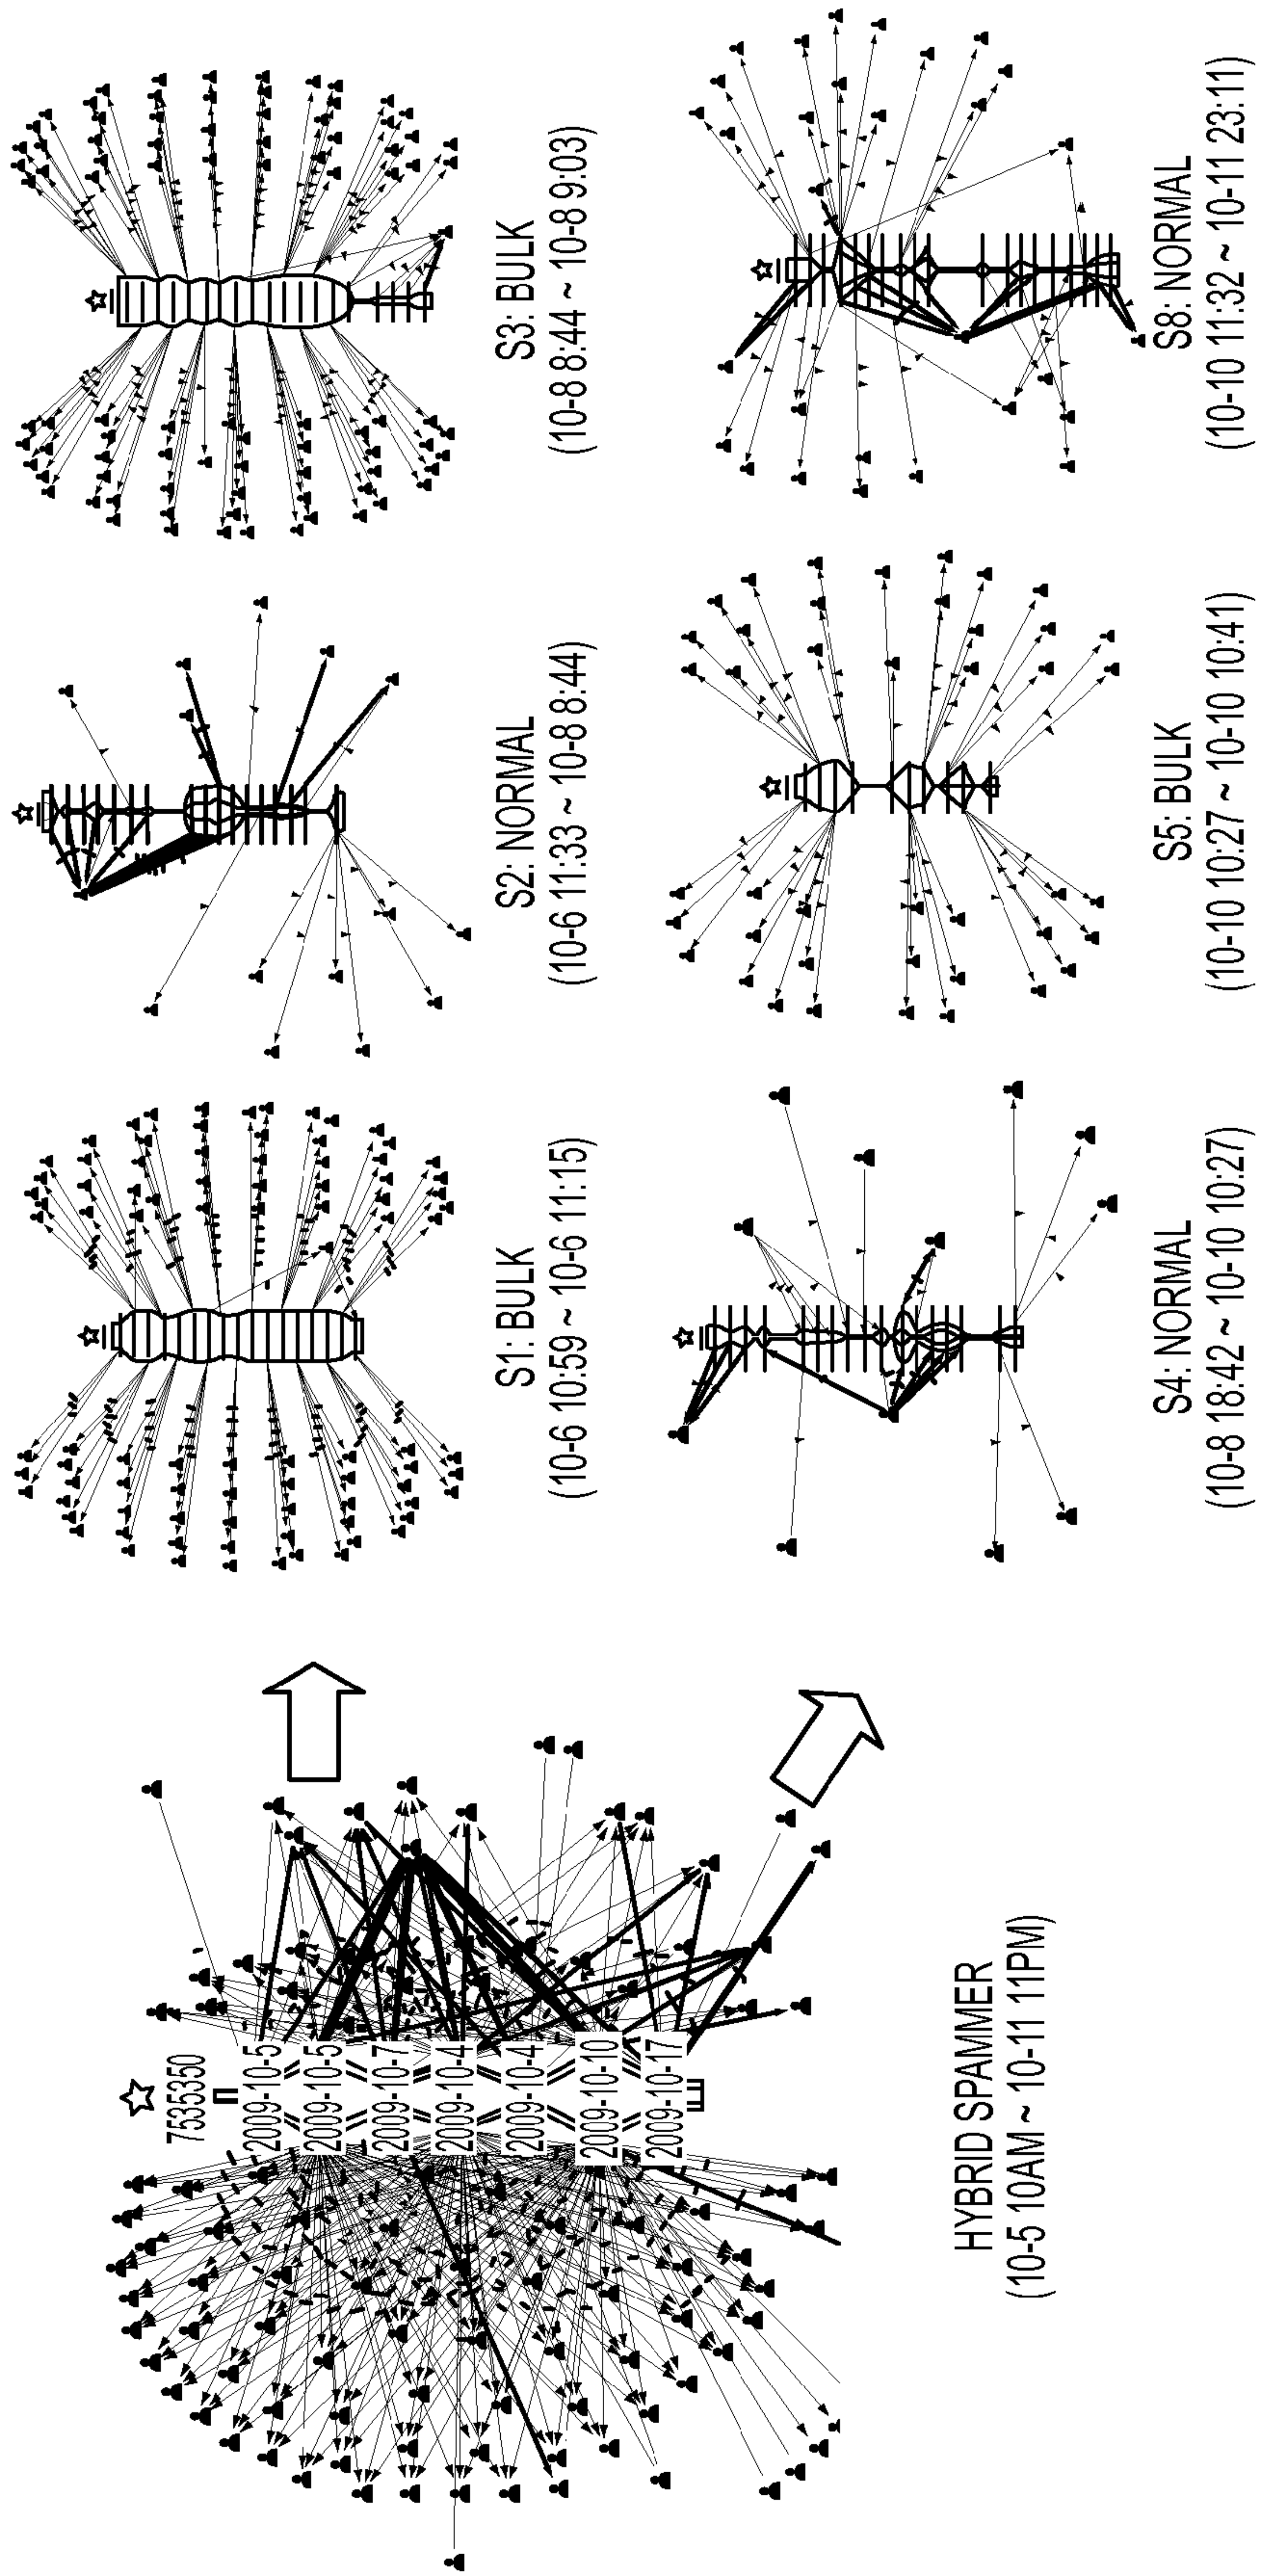 7535350
2009-10-5
2009-10-5
2009-10-7
2009-10-4
2009-10-4
2009-10-10
2009-10-17
HYBRID SPAMMER
(10-5 10AM ~ 10-11 11PM)
S1: BULK
(10-6 10:59 ~ 10-6 11:15)
S2: NORMAL
(10-6 11:33 ~ 10-8 8:44)
S3: BULK
(10-8 8:44 ~ 10-8 9:03)
S4: NORMAL
(10-8 18:42 ~ 10-10 10:27)
S5: BULK
(10-10 10:27 ~ 10-10 10:41)
S8: NORMAL
(10-10 11:32 ~ 10-11 23:11)